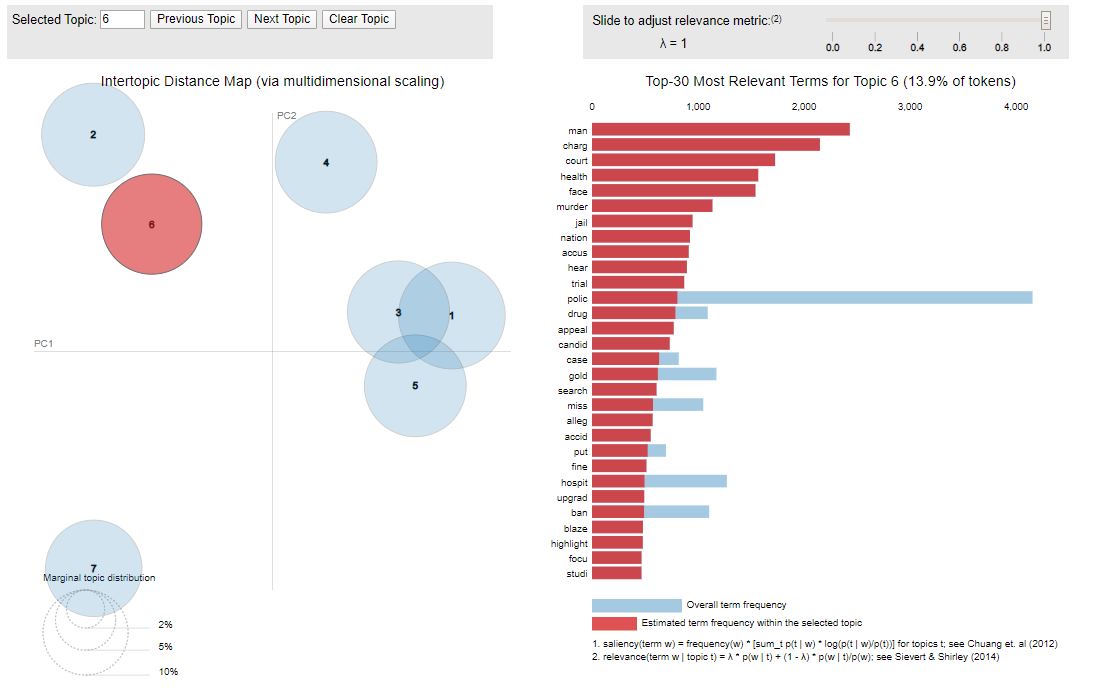 Selected Topic: 6 Previous Topic Next Topic Clear Topic
Slide to adjust relevance metric:(2)
λ = 1
0.0 0.2 0.4 0.6 0.8 1.0
Intertopic Distance Map (via multidimensional scaling)
PC2
PC1
2
4
6
3
1
5
7
Marginal topic distribution
2%
5%
10%
Top-30 Most Relevant Terms for Topic 6 (13.9% of tokens)
0 1,000 2,000 3,000 4,000
man
charg
court
health
face
murder
jail
nation
accus
hear
trial
polic
drug
appeal
candid
case
gold
search
miss
alleg
accid
put
fine
hospit
upgrad
ban
blaze
highlight
focu
studi
Overall term frequency
Estimated term frequency within the selected topic
1. saliency(term w) = frequency(w) * [sum_t p(t | w) * log(p(t | w)/p(t))] for topics t; see Chuang et. al (2012)
2. relevance(term w | topic t) = λ * p(w | t) + (1 - λ) * p(w | t)/p(w); see Sievert & Shirley (2014)